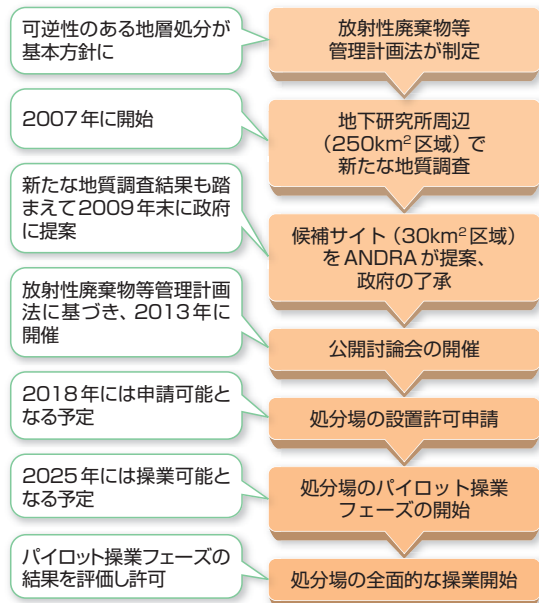 可逆性のある地層処分が
基本方針に
放射性廃棄物等
管理計画法が制定
2007年に開始
地下研究所周辺
（250km²区域）で
新たな地質調査
新たな地質調査結果も踏
まえて2009年末に政府
に提案
候補サイト（30km²区域）
をANDRAが提案、
政府の了承
放射性廃棄物等管理計画
法に基づき、2013年に
開催
公開討論会の開催
2018年には申請可能と
なる予定
処分場の設置許可申請
2025年には操業可能と
なる予定
処分場のパイロット操業
フェーズの開始
パイロット操業フェーズの
結果を評価し許可
処分場の全面的な操業開始